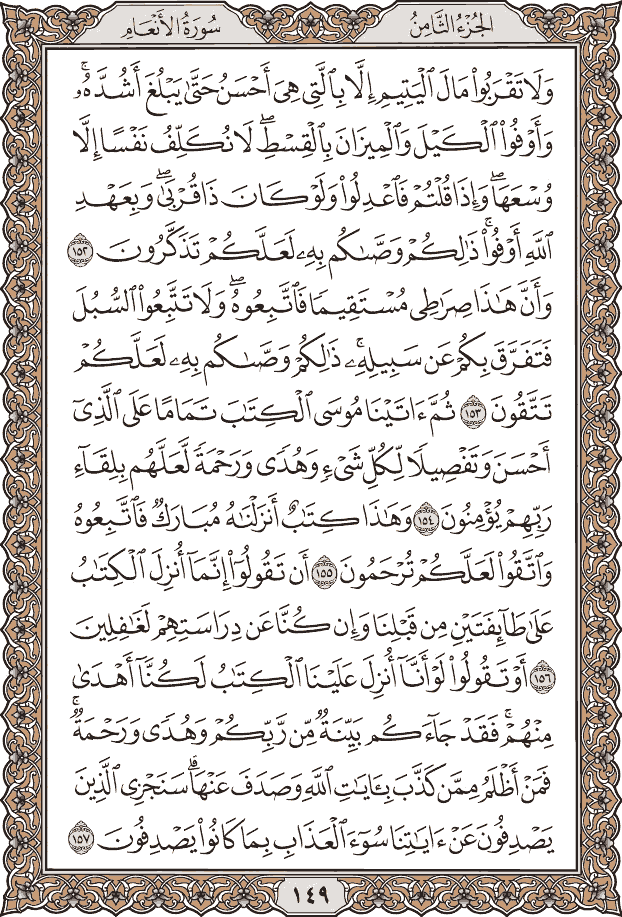 الجُزْءُ الثَّامِنُ
سُورَةُ الأَنْعَامِ
وَلَا تَقْرَبُوا۟ مَالَ ٱلْيَتِيمِ إِلَّا بِٱلَّتِى هِىَ أَحْسَنُ حَتَّىٰ يَبْلُغَ أَشُدَّهُۥۚ
وَأَوْفُوا۟ ٱلْكَيْلَ وَٱلْمِيزَانَ بِٱلْقِسْطِۖ لَا نُكَلِّفُ نَفْسًا إِلَّا
وُسْعَهَاۖ وَإِذَا قُلْتُمْ فَٱعْدِلُوا۟ وَلَوْ كَانَ ذَا قُرْبَىٰۖ وَبِعَهْدِ
ٱللَّهِ أَوْفُوا۟ۚ ذَٰلِكُمْ وَصَّىٰكُم بِهِۦ لَعَلَّكُمْ تَذَكَّرُونَ ١٥٢
وَأَنَّ هَٰذَا صِرَٰطِى مُسْتَقِيمًا فَٱتَّبِعُوهُۖ وَلَا تَتَّبِعُوا۟ ٱلسُّبُلَ
فَتَفَرَّقَ بِكُمْ عَن سَبِيلِهِۦۚ ذَٰلِكُمْ وَصَّىٰكُم بِهِۦ لَعَلَّكُمْ
تَتَّقُونَ ١٥٣ ثُمَّ ءَاتَيْنَا مُوسَى ٱلْكِتَٰبَ تَمَامًا عَلَى ٱلَّذِىٓ
أَحْسَنَ وَتَفْصِيلًا لِّكُلِّ شَىْءٍ وَهُدًى وَرَحْمَةً لَّعَلَّهُم بِلِقَآءِ
رَبِّهِمْ يُؤْمِنُونَ ١٥٤ وَهَٰذَا كِتَٰبٌ أَنزَلْنَٰهُ مُبَارَكٌ فَٱتَّبِعُوهُ
وَٱتَّقُوا۟ لَعَلَّكُمْ تُرْحَمُونَ ١٥٥ أَن تَقُولُوٓا۟ إِنَّمَآ أُنزِلَ ٱلْكِتَٰبُ
عَلَىٰ طَآئِفَتَيْنِ مِن قَبْلِنَا وَإِن كُنَّا عَن دِرَاسَتِهِمْ لَغَٰفِلِينَ
١٥٦ أَوْ تَقُولُوا۟ لَوْ أَنَّآ أُنزِلَ عَلَيْنَا ٱلْكِتَٰبُ لَكُنَّآ أَهْدَىٰ
مِنْهُمْۚ فَقَدْ جَآءَكُم بَيِّنَةٌ مِّن رَّبِّكُمْ وَهُدًى وَرَحْمَةٌۚ
فَمَنْ أَظْلَمُ مِمَّن كَذَّبَ بِـَٔايَٰتِ ٱللَّهِ وَصَدَفَ عَنْهَاۗ سَنَجْزِى ٱلَّذِينَ
يَصْدِفُونَ عَنْ ءَايَٰتِنَا سُوٓءَ ٱلْعَذَابِ بِمَا كَانُوا۟ يَصْدِفُونَ ١٥٧
١٤٩